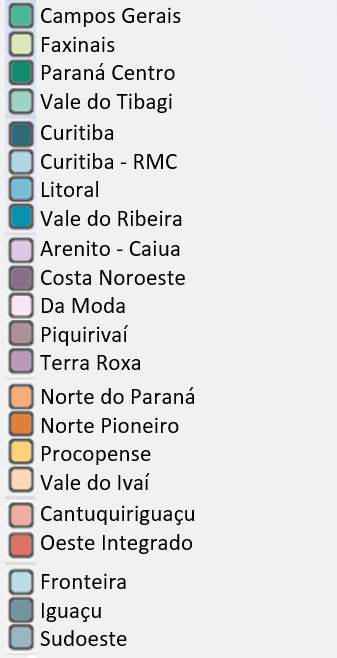 Campos Gerais
Faxinais
Paraná Centro
Vale do Tibagi
Curitiba
Curitiba - RMC
Litoral
Vale do Ribeira
Arenito - Caiua
Costa Noroeste
Da Moda
Piquirivaí
Terra Roxa
Norte do Paraná
Norte Pioneiro
Procopense
Vale do Ivaí
Cantuquiriguaçu
Oeste Integrado
Fronteira
Iguaçu
Sudoeste